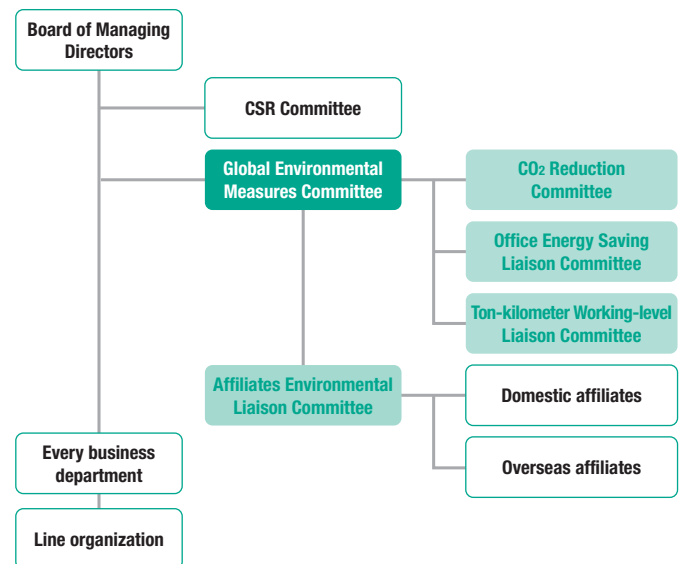 Board of Managing
Directors
CSR Committee
Global Environmental
Measures Committee
CO2 Reduction
Committee
Office Energy Saving
Liaison Committee
Ton-kilometer Working-level
Liaison Committee
Affiliates Environmental
Liaison Committee
Domestic affiliates
Overseas affiliates
Every business
department
Line organization